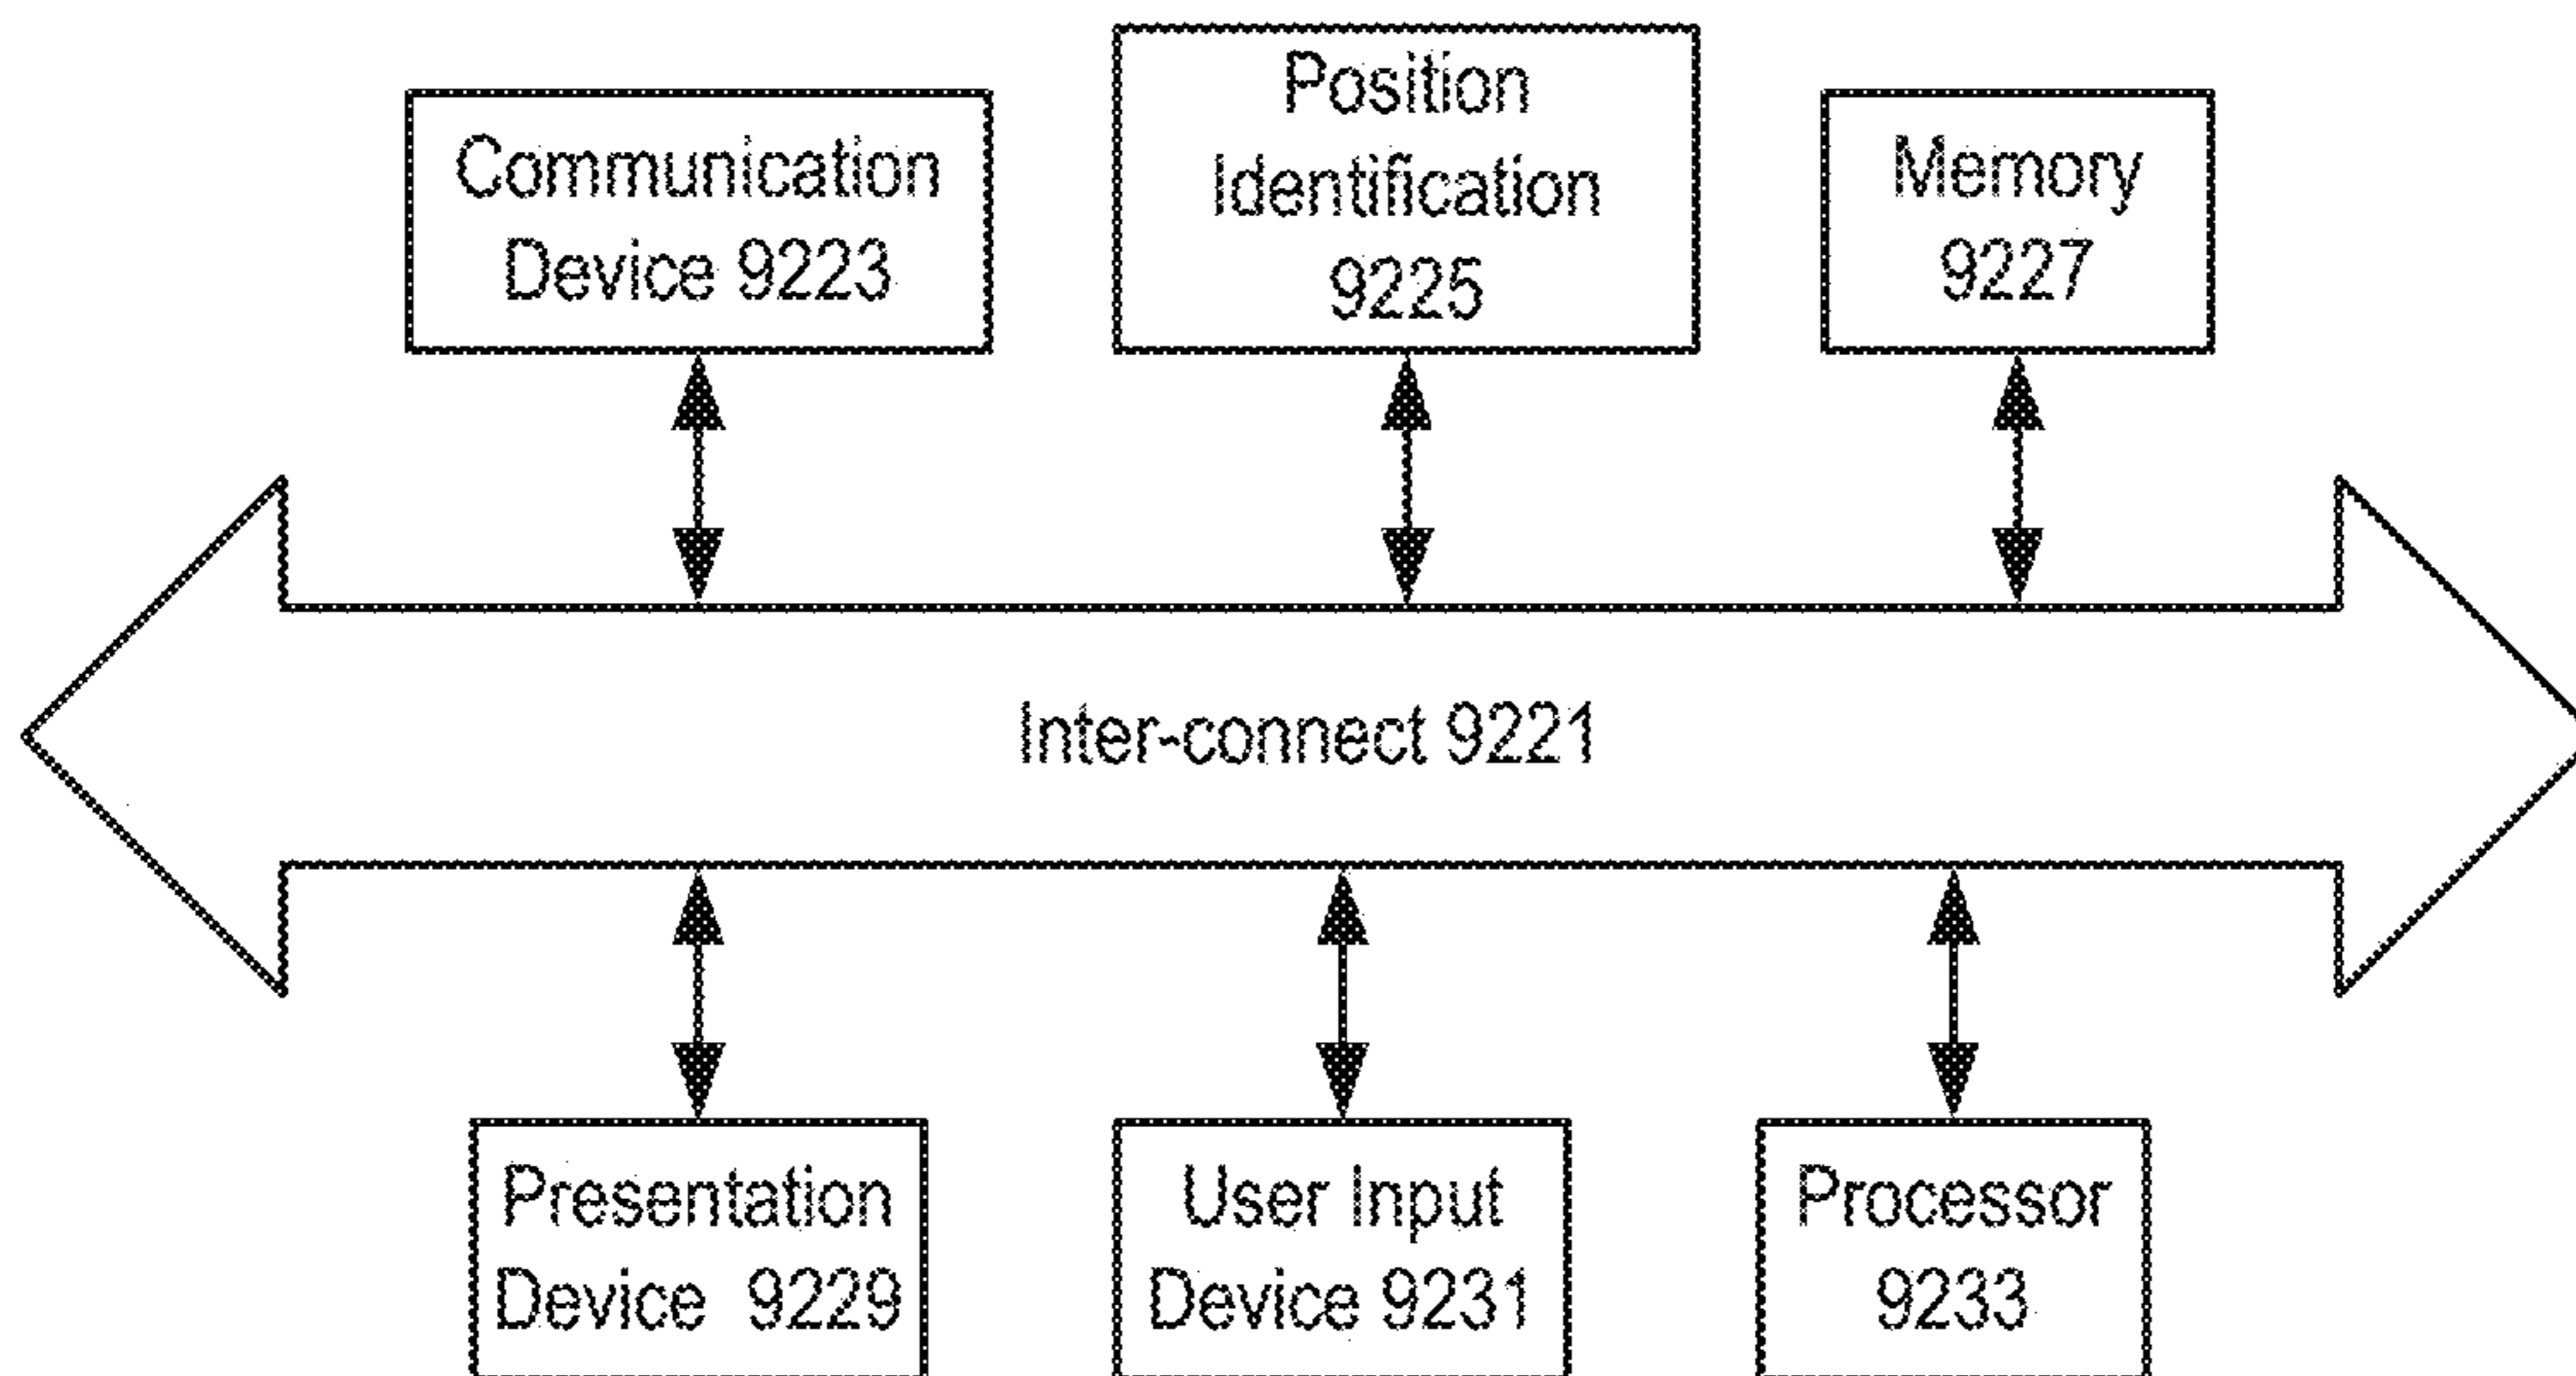 Communication
Device 9223
Position
Identification
9225
Memory
9227
Inter-connect 9221
Presentation
Device 9229
User Input
Device 9231
Processor
9233